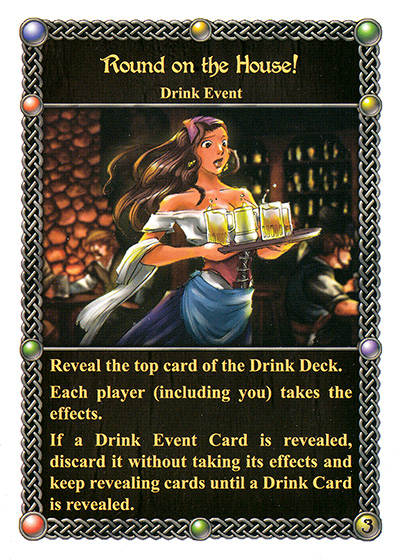 Round on the House!
Drink Event
Reveal the top card of the Drink Deck.
Each player (including you) takes the
effects.
If a Drink Event Card is revealed,
discard it without taking its effects and
keep revealing cards until a Drink Card
is revealed.
3